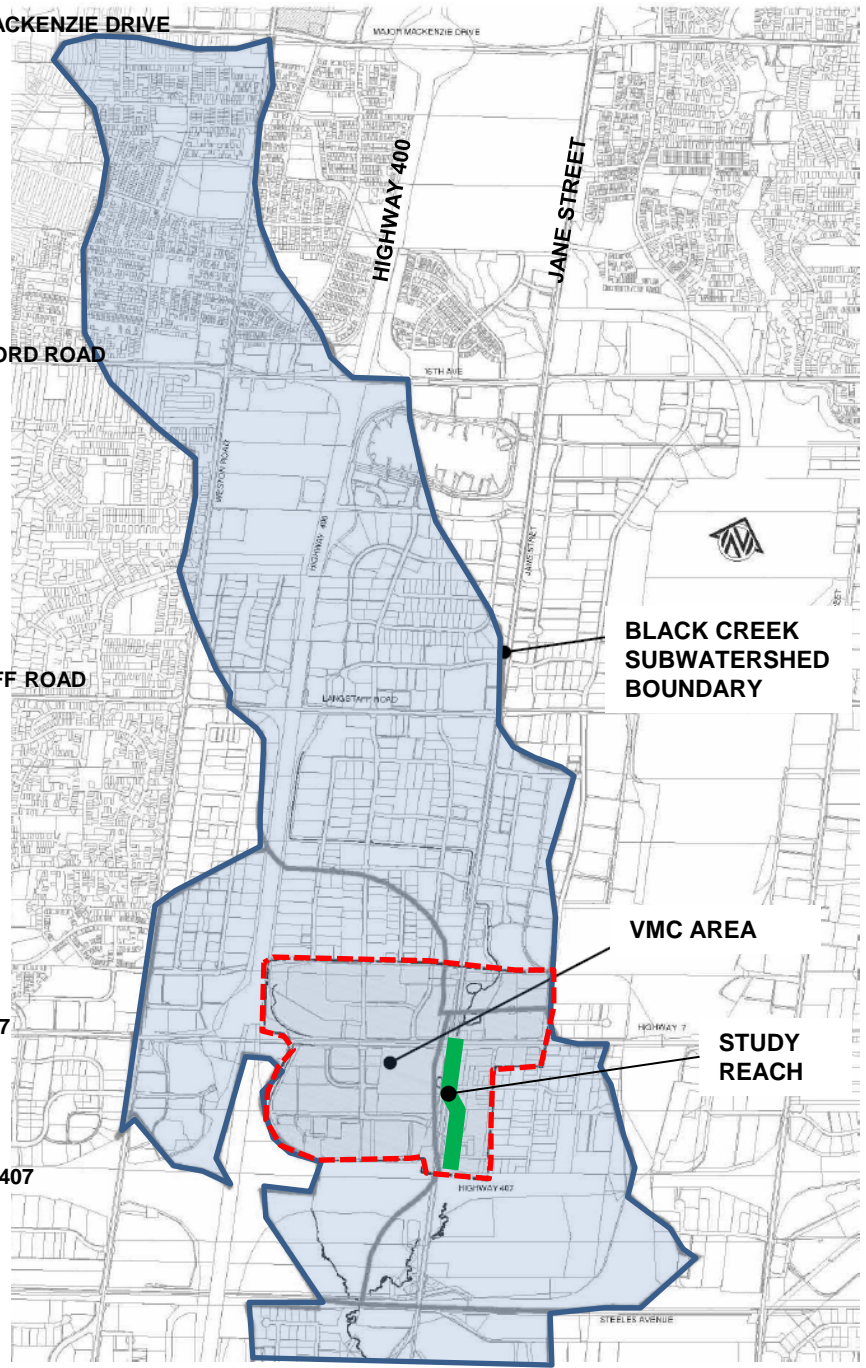 ACKENZIE DRIVE
MAJOR MACKENZIE DRIVE
HIGHWAY 400
JANE STREET
ORD ROAD
16TH AVE
WESTON ROAD
HIGHWAY 400
JANE STREET
BLACK CREEK
SUBWATERSHED
BOUNDARY
FF ROAD
LANGSTAFF ROAD
VMC AREA
7
HIGHWAY 7
STUDY
REACH
407
HIGHWAY 407
STEELES AVENUE